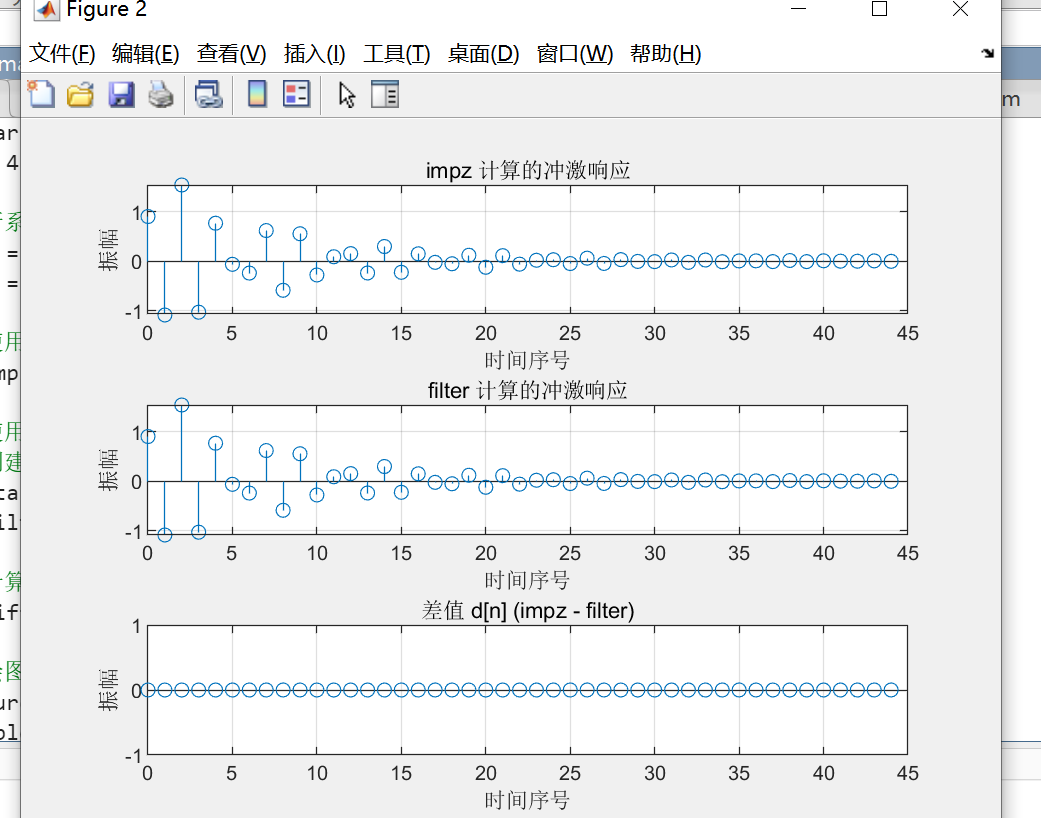 Figure 2
文件(F) 编辑(E) 查看(V) 插入(I) 工具(T) 桌面(D) 窗口(W) 帮助(H)
impz 计算的冲激响应
振幅
1
0
-1
0 5 10 15 20 25 30 35 40 45
时间序号
filter 计算的冲激响应
振幅
1
0
-1
0 5 10 15 20 25 30 35 40 45
时间序号
差值 d[n] (impz - filter)
振幅
1
0
-1
0 5 10 15 20 25 30 35 40 45
时间序号